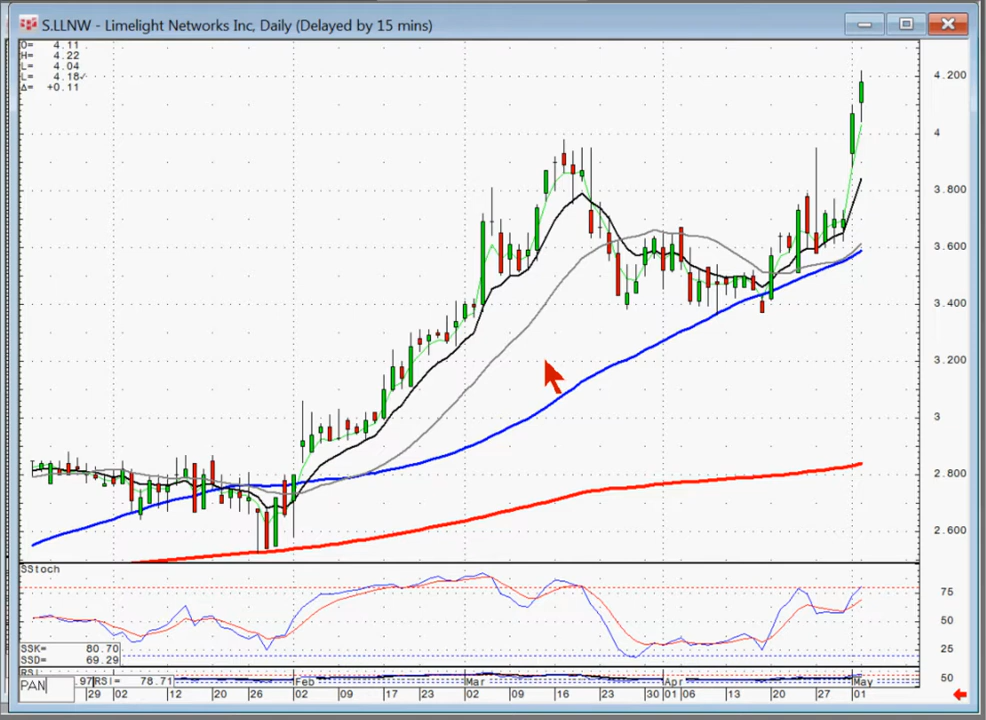 S.LLNW - Limelight Networks Inc, Daily (Delayed by 15 mins)
O= 4.11
H= 4.22
L= 4.04
L= 4.18✓
Δ= +0.11
4.200
4
3.800
3.600
3.400
3.200
3
2.800
2.600
SStoch
75
50
25
SSK= 80.70
SSD= 69.29
50
PAN
.97 RSI= 78.71
29 02 12 20 26 02 09 17 23 02 09 16 23 30 01 06 13 20 27 01
Feb Mar Apr May